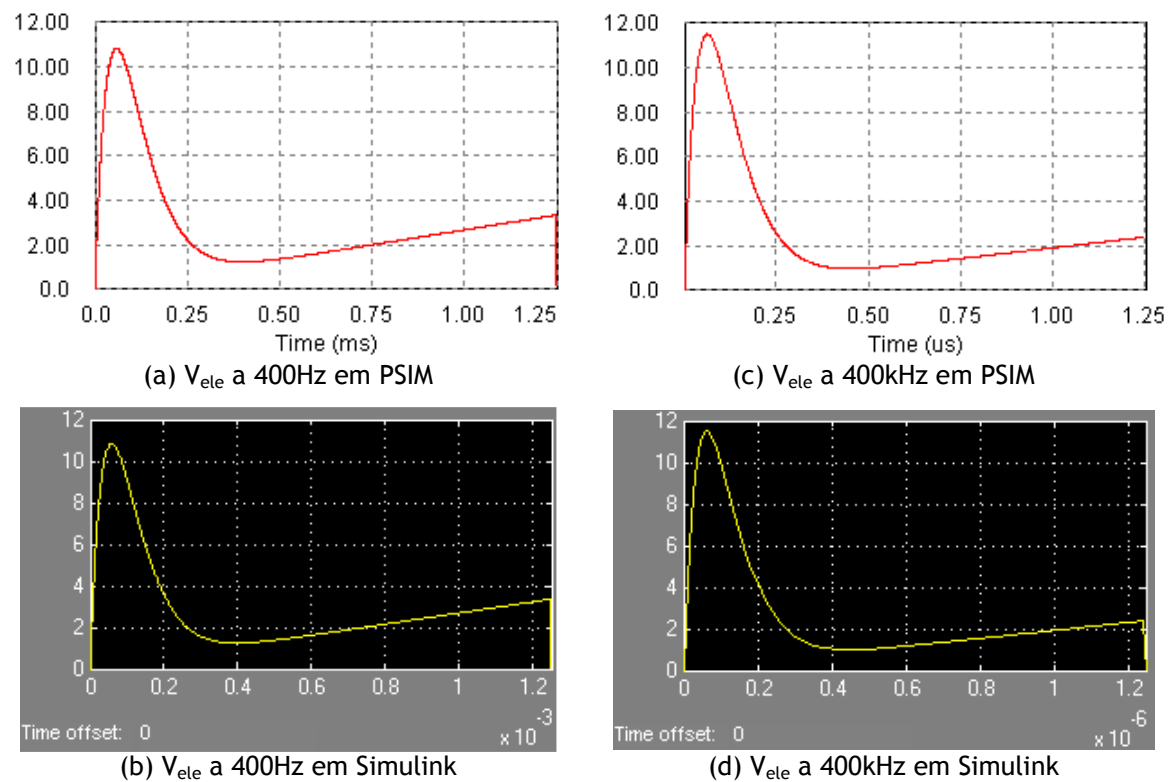 12.00
10.00
8.00
6.00
4.00
2.00
0.0
0.0 0.25 0.50 0.75 1.00 1.25
Time (ms)
(a) Vele a 400Hz em PSIM
12.00
10.00
8.00
6.00
4.00
2.00
0.0
0.25 0.50 0.75 1.00 1.25
Time (us)
(c) Vele a 400kHz em PSIM
12
10
8
6
4
2
0
0 0.2 0.4 0.6 0.8 1 1.2
Time offset: 0
x 10-3
(b) Vele a 400Hz em Simulink
12
10
8
6
4
2
0
0 0.2 0.4 0.6 0.8 1 1.2
Time offset: 0
x 10-6
(d) Vele a 400kHz em Simulink